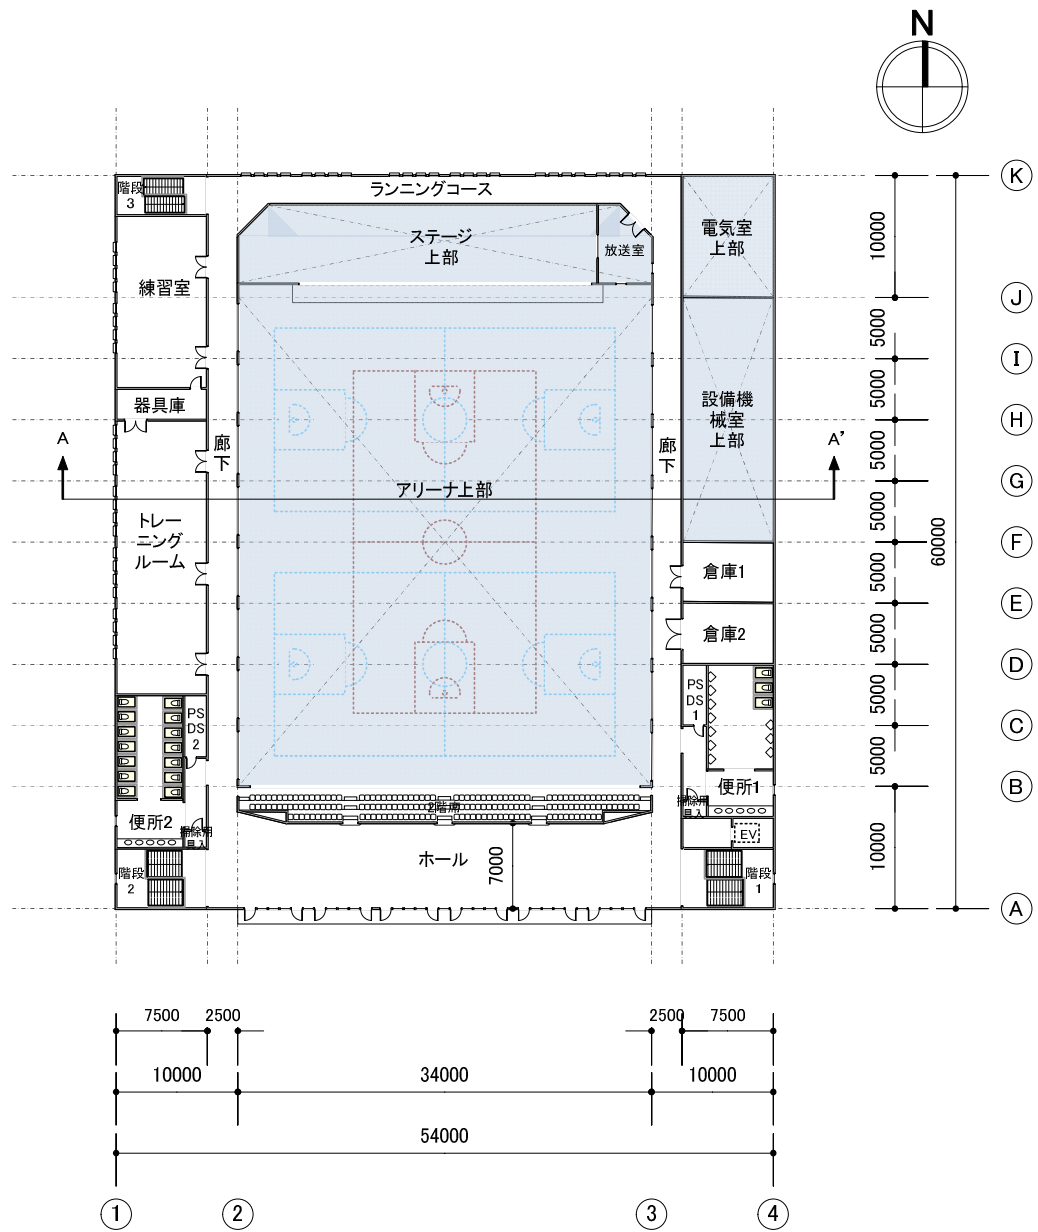 N
ランニングコース
階段
3
電気室
上部
ステージ
上部
放送室
練習室
K
10000
J
5000
I
5000
H
5000
G
5000
F
5000
E
5000
D
5000
C
5000
B
10000
A
60000
器具庫
設備機
械室
上部
A
A'
廊
下
廊
下
アリーナ上部
トレー
ニング
ルーム
倉庫1
倉庫2
PS
DS
1
PS
DS
2
便所1
便所2
掃除用
具入
掃除用
具入
2階席
EV
ホール
7000
階段
2
階段
1
7500
2500
2500
7500
10000
34000
10000
54000
1
2
3
4